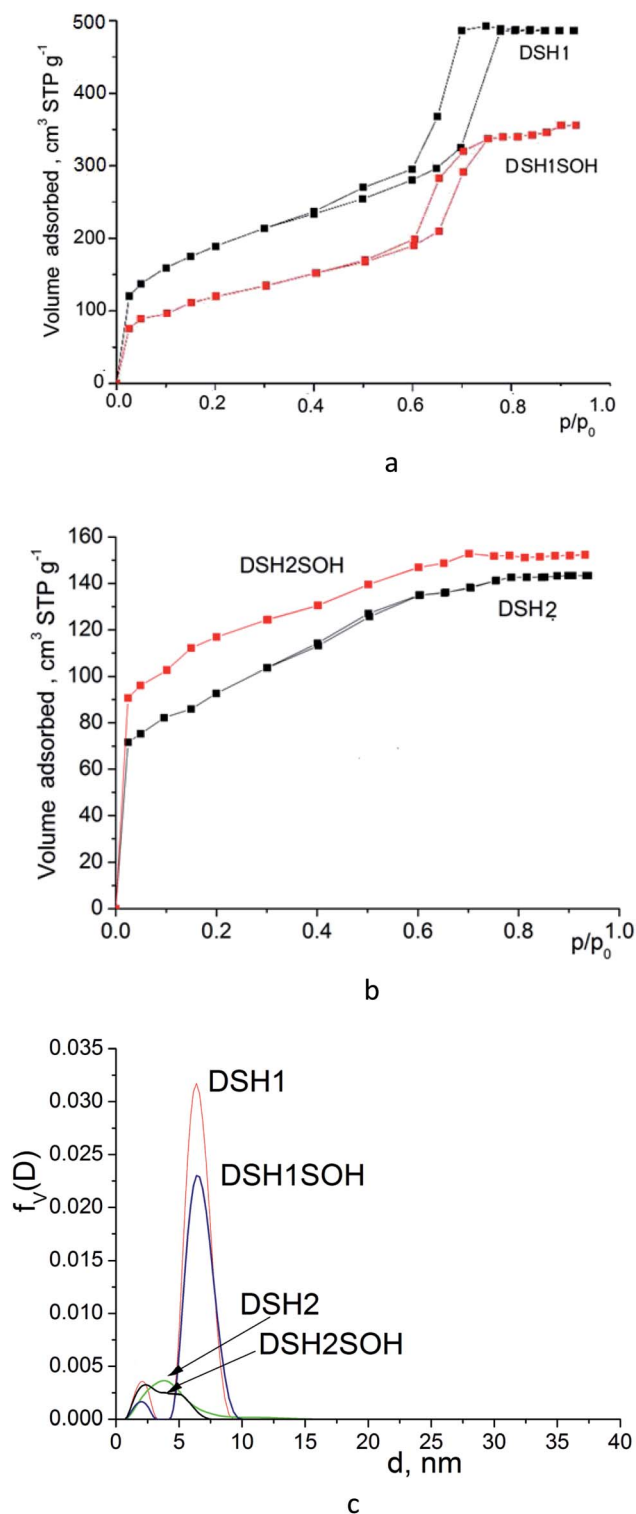 500
400
300
200
100
0
Volume adsorbed , cm³ STP g⁻¹
DSH1
DSH1SOH
0.0 0.2 0.4 0.6 0.8 1.0
p/p₀
a
160
140
120
100
80
60
40
20
0
Volume adsorbed , cm³ STP g⁻¹
DSH2SOH
DSH2
0.0 0.2 0.4 0.6 0.8 1.0
p/p₀
b
0.035
0.030
0.025
0.020
0.015
0.010
0.005
0.000
fᵥ(D)
DSH1
DSH1SOH
DSH2
DSH2SOH
0 5 10 15 20 25 30 35 40
d, nm
c